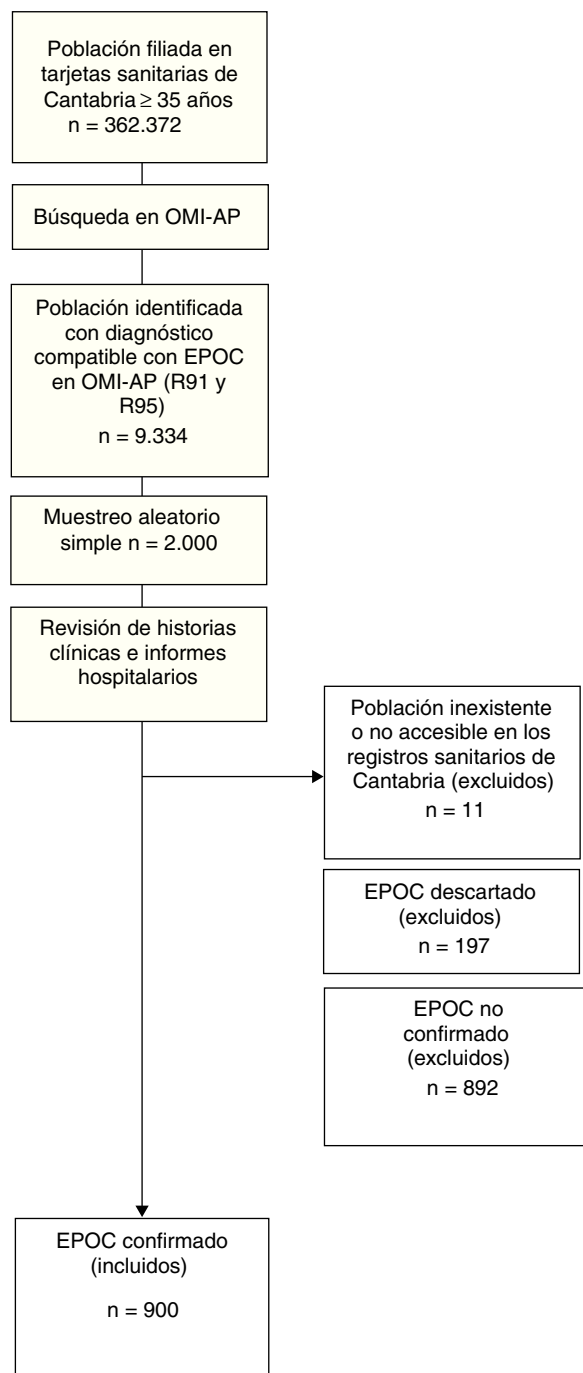 Población filiada en
tarjetas sanitarias de
Cantabria ≥ 35 años
n = 362.372
Búsqueda en OMI-AP
Población identificada
con diagnóstico
compatible con EPOC
en OMI-AP (R91 y
R95)
n = 9.334
Muestreo aleatorio
simple n = 2.000
Revisión de historias
clínicas e informes
hospitalarios
Población inexistente
o no accesible en los
registros sanitarios de
Cantabria (excluidos)
n = 11
EPOC descartado
(excluidos)
n = 197
EPOC no
confirmado
(excluidos)
n = 892
EPOC confirmado
(incluidos)
n = 900